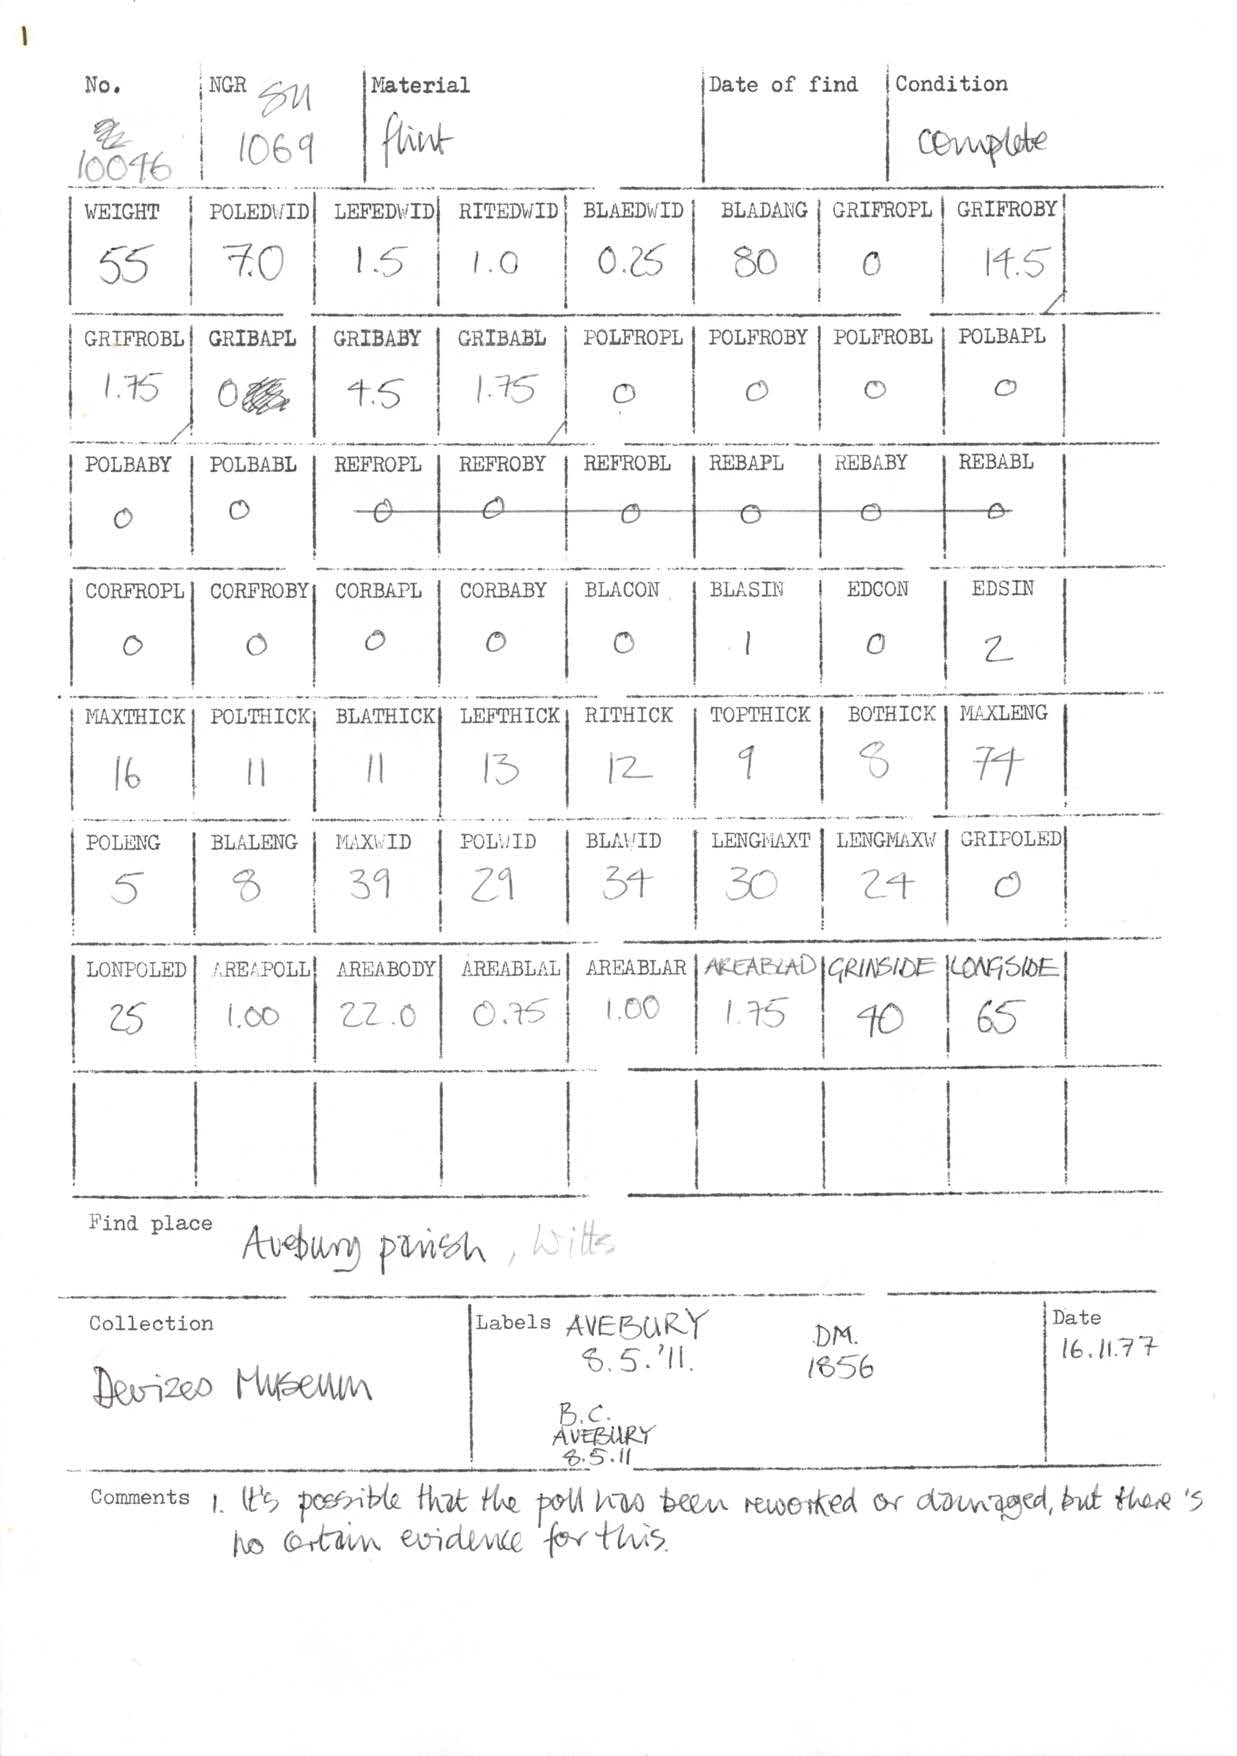 1
No. NGR SU Material Date of find Condition
10046 1069 flint complete
WEIGHT POLEDWID LEFEDWID RITEDWID BLAEDWID BLADANG GRIFROPL GRIFROBY
55 7.0 1.5 1.0 0.25 80 0 14.5
GRIFROBL GRIBAPL GRIBABY GRIBABL POLFROPL POLFROBY POLFROBL POLBAPL
1.75 0 4.5 1.75 0 0 0 0
POLBABY POLBABL REFROPL REFROBY REFROBL REBAPL REBABY REBABL
0 0 0 0 0 0 0 0
CORFROPL CORFROBY CORBAPL CORBABY BLACON BLASIN EDCON EDSIN
0 0 0 0 0 1 0 2
MAXTHICK POLTHICK BLATHICK LEFTHICK RITHICK TOPTHICK BOTHICK MAXLENG
16 11 11 13 12 9 8 74
POLENG BLALENG MAXWID POLWID BLAWID LENGMAXT LENGMAXW GRIPOLED
5 8 39 29 34 30 24 0
LONPOLED AREAPOLL AREABODY AREABLAL AREABLAR AREABLAD GRINSIDE LONGSIDE
25 1.00 22.0 0.75 1.00 1.75 40 65
Find place Avebury parish, Wilts
Collection Labels AVEBURY DM. Date
8.5.'11. 1856 16.11.77
Devizes Museum
B.C.
AVEBURY
8.5.11
Comments 1. It's possible that the poll has been reworked or damaged, but there's
no certain evidence for this.